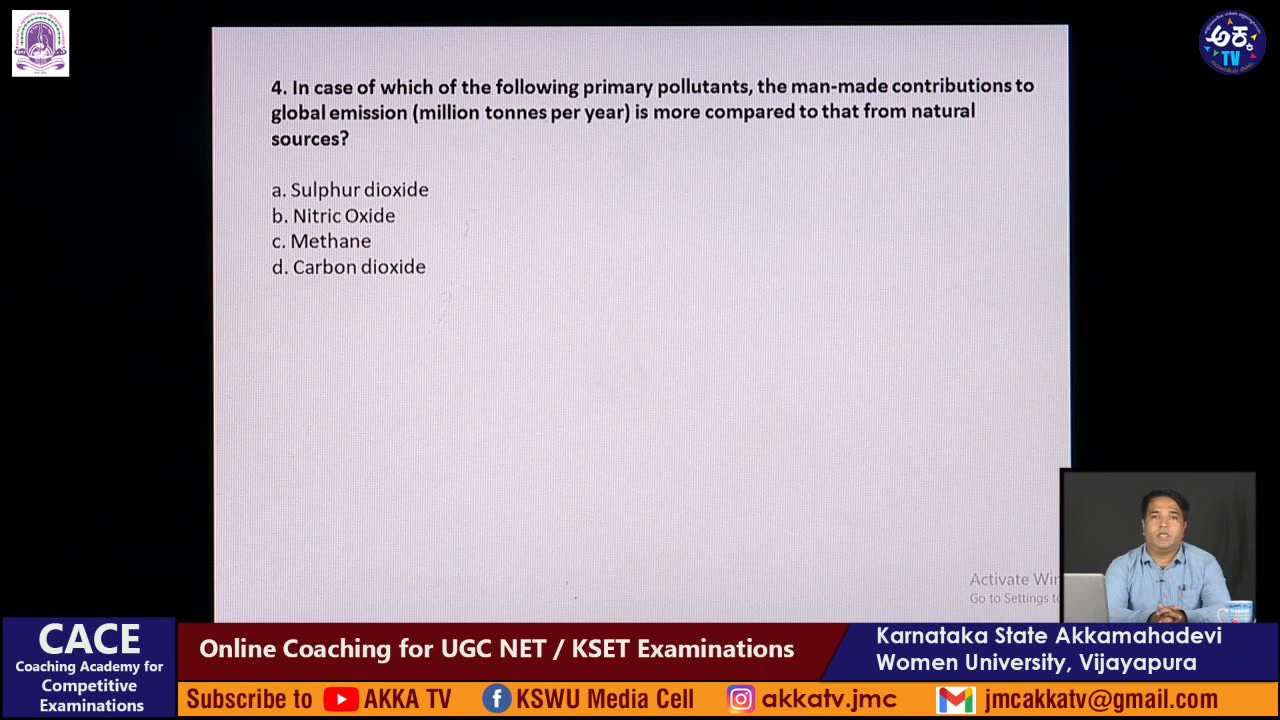 ಅಕ್ಕ
TV
4. In case of which of the following primary pollutants, the man-made contributions to
global emission (million tonnes per year) is more compared to that from natural
sources?
a. Sulphur dioxide
b. Nitric Oxide
c. Methane
d. Carbon dioxide
Activate Win
Go to Settings to
CACE
Coaching Academy for
Competitive
Examinations
Online Coaching for UGC NET / KSET Examinations
Karnataka State Akkamahadevi
Women University, Vijayapura
Subscribe to AKKA TV KSWU Media Cell akkatv.jmc jmcakkatv@gmail.com